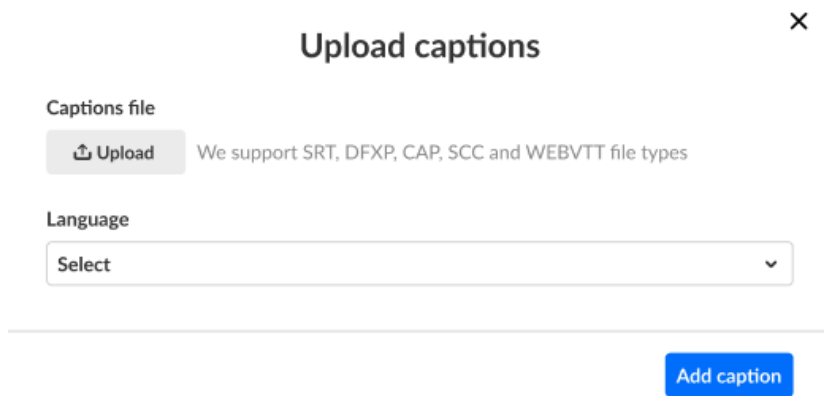 Upload captions
Captions file
Upload We support SRT, DFXP, CAP, SCC and WEBVTT file types
Language
Select
Add caption